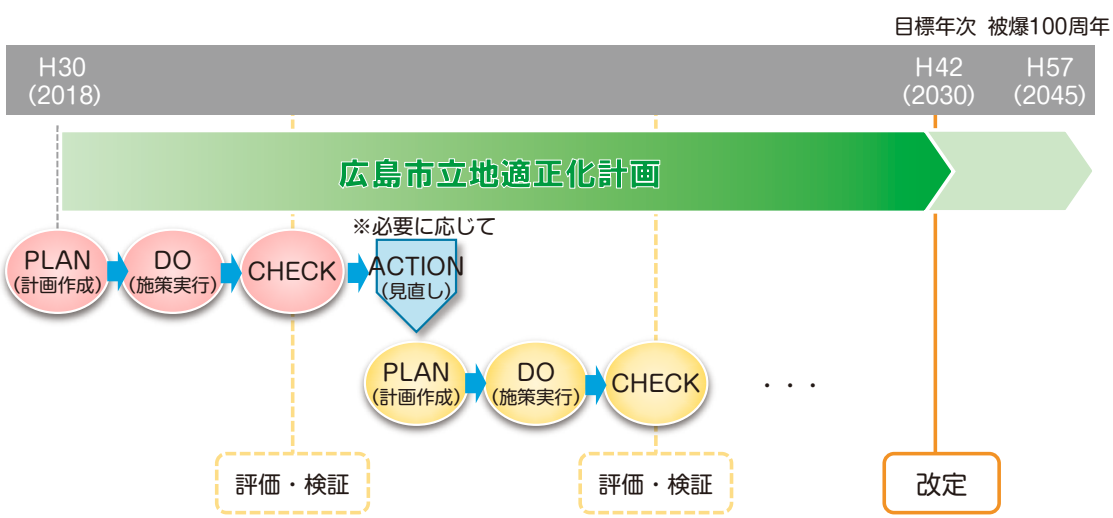 目標年次 被爆100周年
H30
(2018)
H42
(2030)
H57
(2045)
広島市立地適正化計画
※必要に応じて
PLAN
(計画作成)
DO
(施策実行)
CHECK
ACTION
(見直し)
PLAN
(計画作成)
DO
(施策実行)
CHECK
・・・
評価・検証
評価・検証
改定